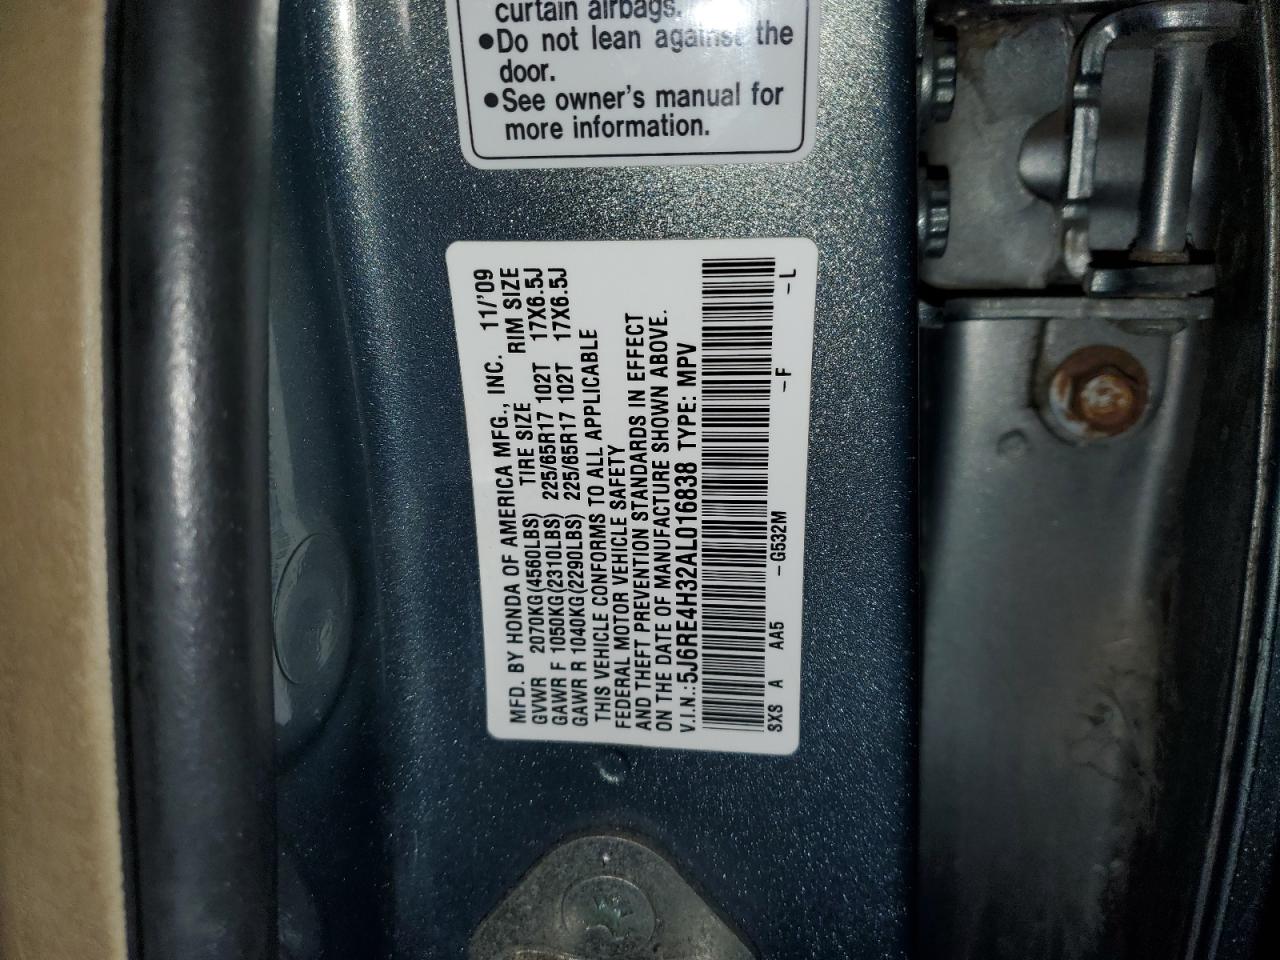 curtain airbags.
●Do not lean against the
door.
●See owner's manual for
more information.
MFD. BY HONDA OF AMERICA MFG., INC. 11/'09
GVWR 2070KG(4560LBS) TIRE SIZE RIM SIZE
GAWR F 1050KG(2310LBS) 225/65R17 102T 17X6.5J
GAWR R 1040KG(2290LBS) 225/65R17 102T 17X6.5J
THIS VEHICLE CONFORMS TO ALL APPLICABLE
FEDERAL MOTOR VEHICLE SAFETY
AND THEFT PREVENTION STANDARDS IN EFFECT
ON THE DATE OF MANUFACTURE SHOWN ABOVE.
V.I.N.:5J6RE4H32AL016838 TYPE: MPV
SXS A AA5 -G532M -F -L